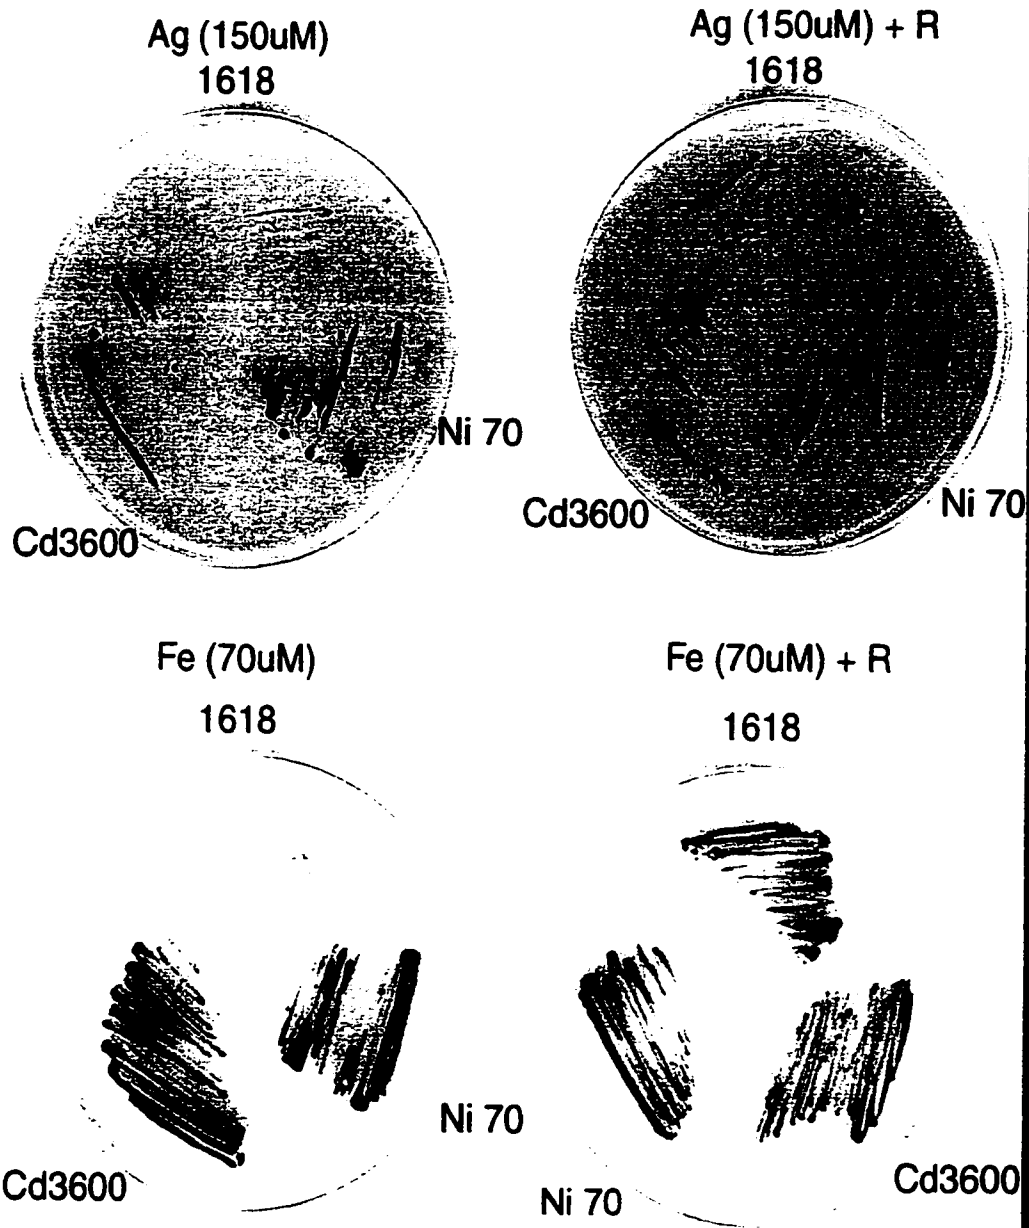 Ag (150uM)
1618
Ag (150uM) + R
1618
Ni 70
Cd3600
Cd3600
Ni 70
Fe (70uM)
1618
Fe (70uM) + R
1618
Ni 70
Cd3600
Ni 70
Cd3600